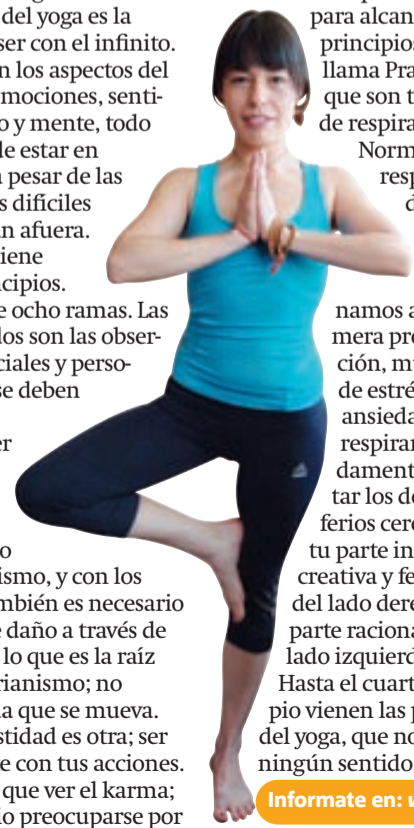 del yoga es la
ser con el infinito.
n los aspectos del
mociones, senti-
o y mente, todo
de estar en
a pesar de las
s difíciles
n afuera.
iene
cipios.
e ocho ramas. Las
dos son las obser-
ciales y perso-
se deben
er
o
ismo, y con los
mbién es necesario
e daño a través de
lo que es la raíz
rianismo; no
da que se mueva.
stidad es otra; ser
e con tus acciones.
que ver el karma;
lo preocuparse por
para alcan
principios
llama Pra
que son t
de respira
Norm
resp
d
namos a
mera pro
ción, mu
de estré
ansieda
respirar
damente
tar los de
ferios cere
tu parte in
creativa y fe
del lado dere
parte raciona
lado izquierd
Hasta el cuart
pio vienen las p
del yoga, que no
ningún sentido
Informate en: w